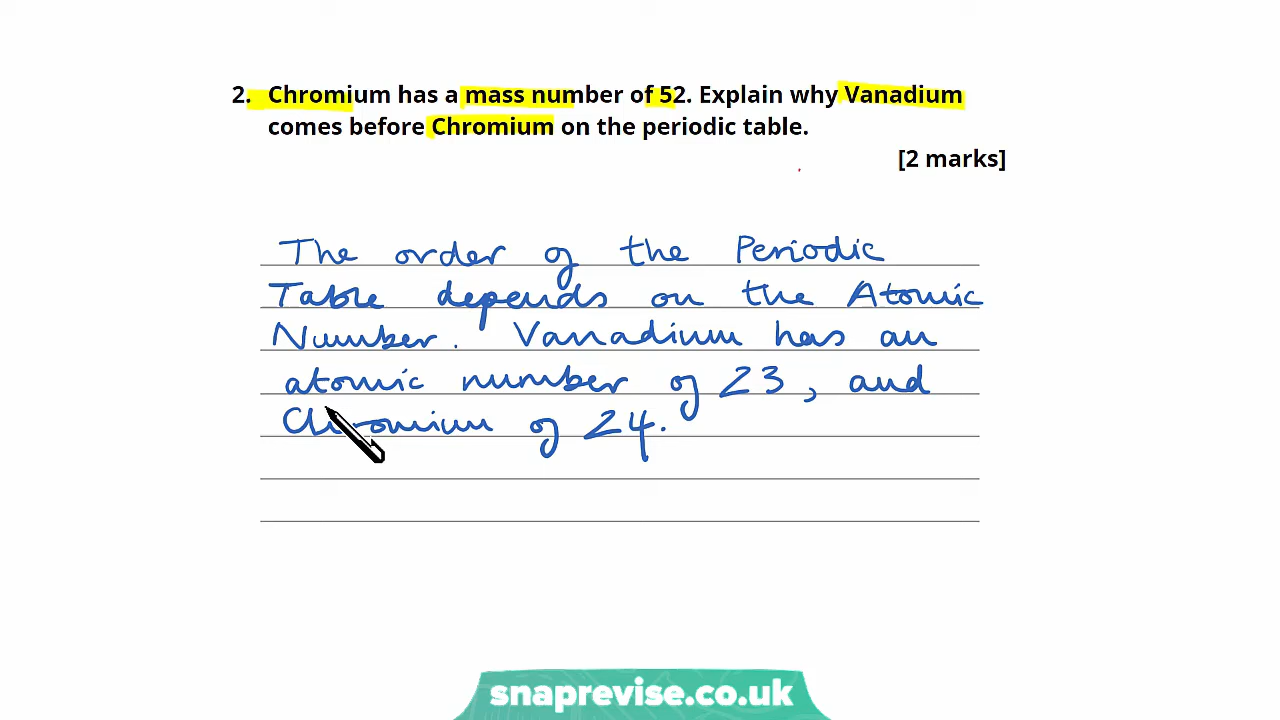 2. Chromium has a mass number of 52. Explain why Vanadium
comes before Chromium on the periodic table.
[2 marks]
The order of the Periodic
Table depends on the Atomic
Number. Vanadium has an
atomic number of 23, and
Chromium of 24.
snaprevise.co.uk